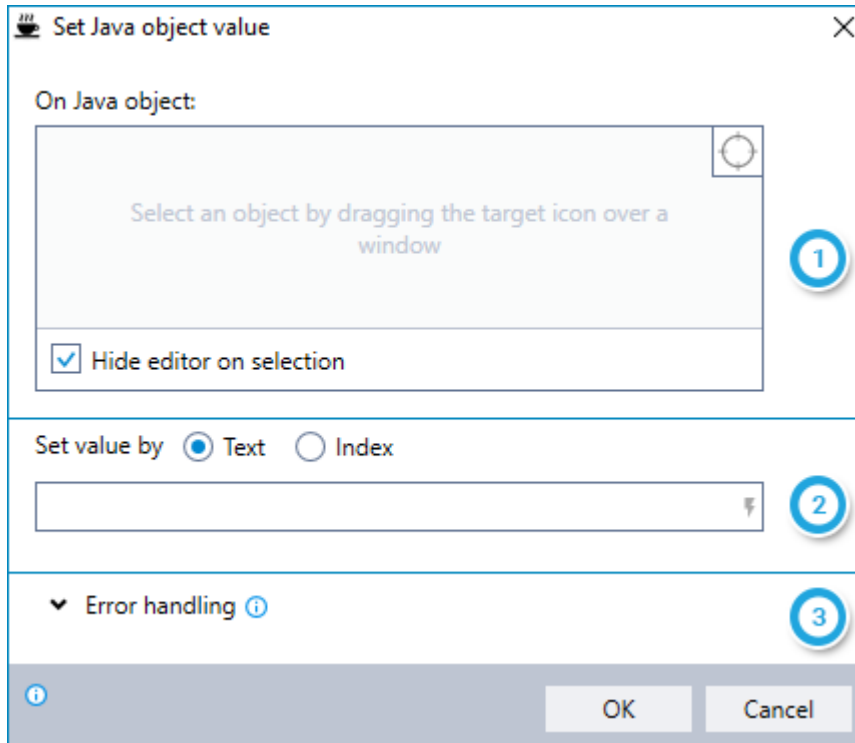 Set Java object value
On Java object:
Select an object by dragging the target icon over a
window
1
Hide editor on selection
Set value by Text Index
2
Error handling
3
OK Cancel